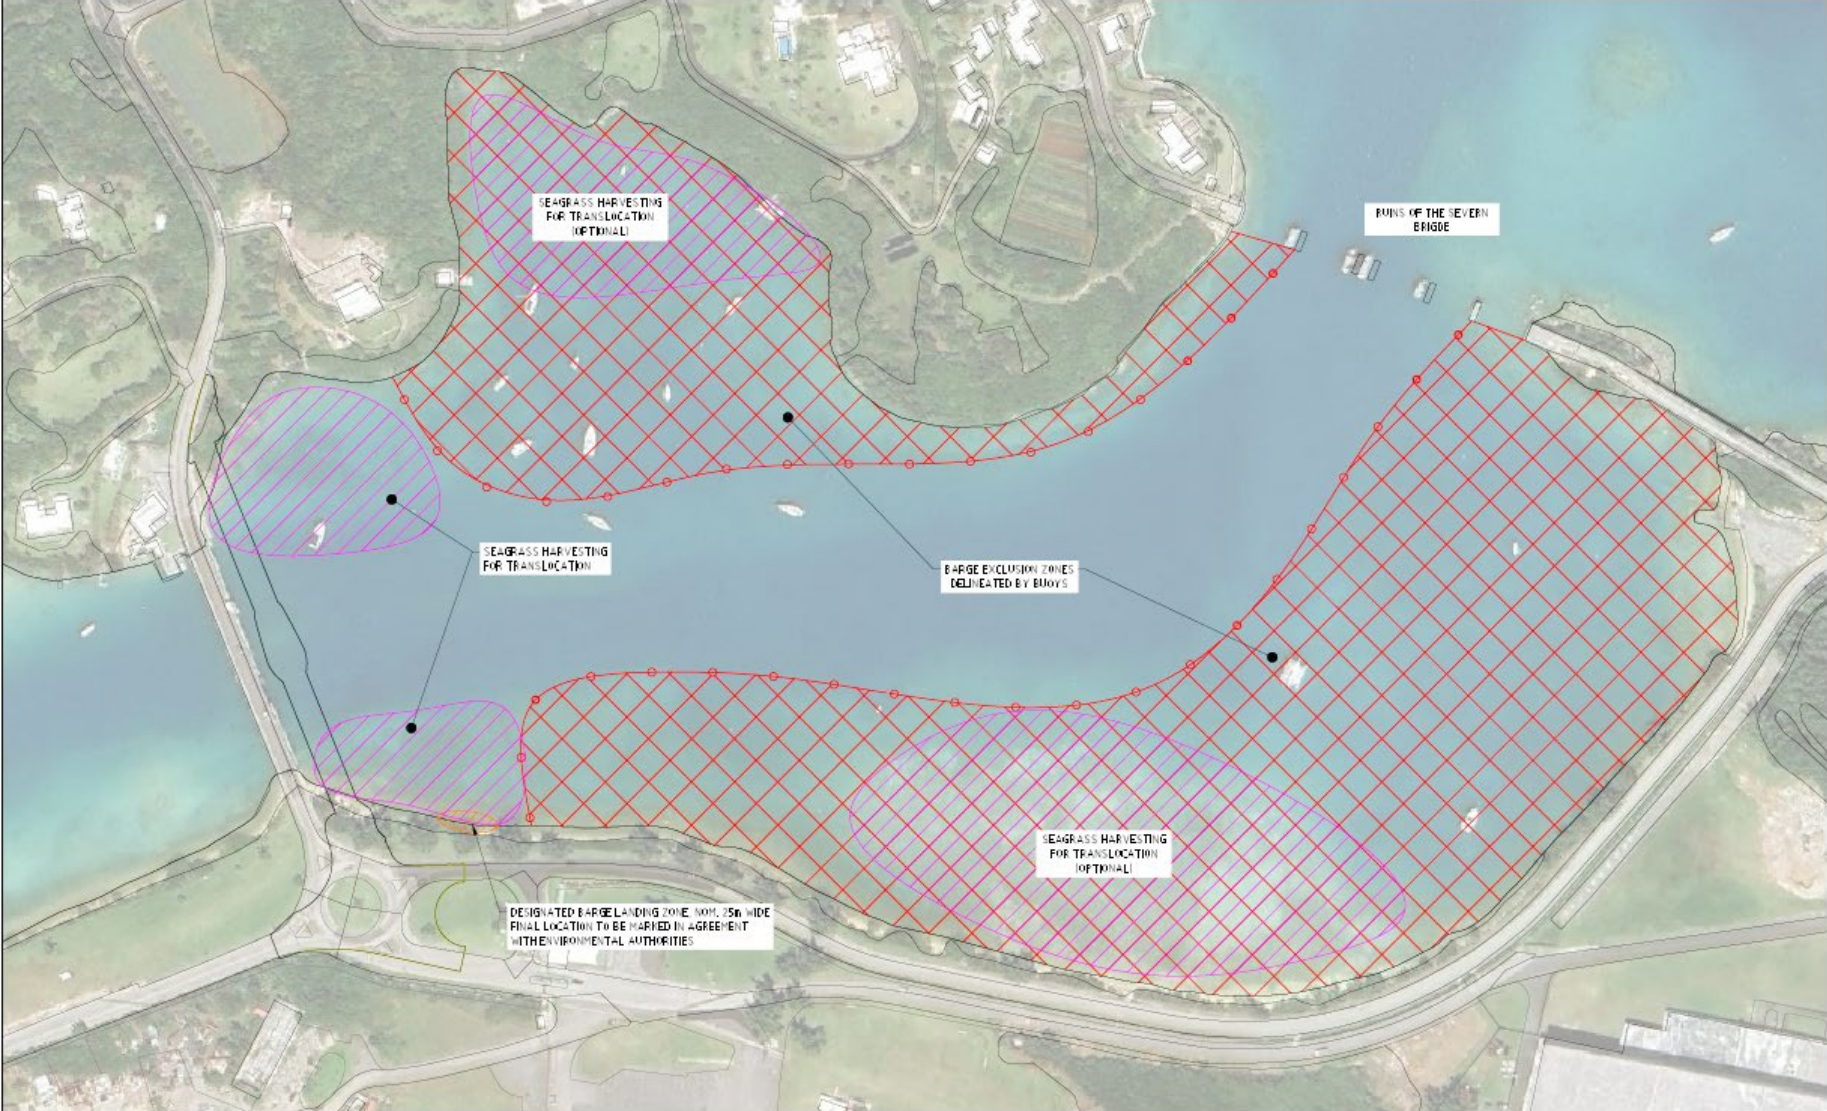 SEAGRASS HARVESTING
FOR TRANSLOCATION
(OPTIONAL)
RUINS OF THE SEVERN
BRIGDE
SEAGRASS HARVESTING
FOR TRANSLOCATION
BARGE EXCLUSION ZONES
DELINEATED BY BUOYS
SEAGRASS HARVESTING
FOR TRANSLOCATION
(OPTIONAL)
DESIGNATED BARGE LANDING ZONE, NOM. 25m WIDE
FINAL LOCATION TO BE MARKED IN AGREEMENT
WITH ENVIRONMENTAL AUTHORITIES